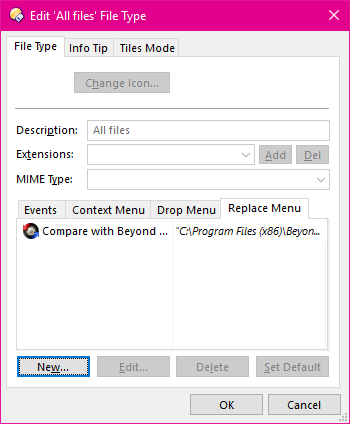 Edit 'All files' File Type
File Type Info Tip Tiles Mode
Change Icon...
Description: All files
Extensions: Add Del
MIME Type:
Events Context Menu Drop Menu Replace Menu
Compare with Beyond ... "C:\Program Files (x86)\Beyon...
New... Edit... Delete Set Default
OK Cancel